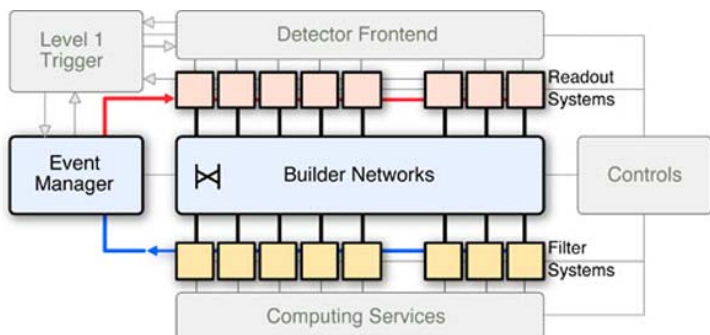 Level 1
Trigger
Detector Frontend
Readout
Systems
Event
Manager
Builder Networks
Controls
Filter
Systems
Computing Services